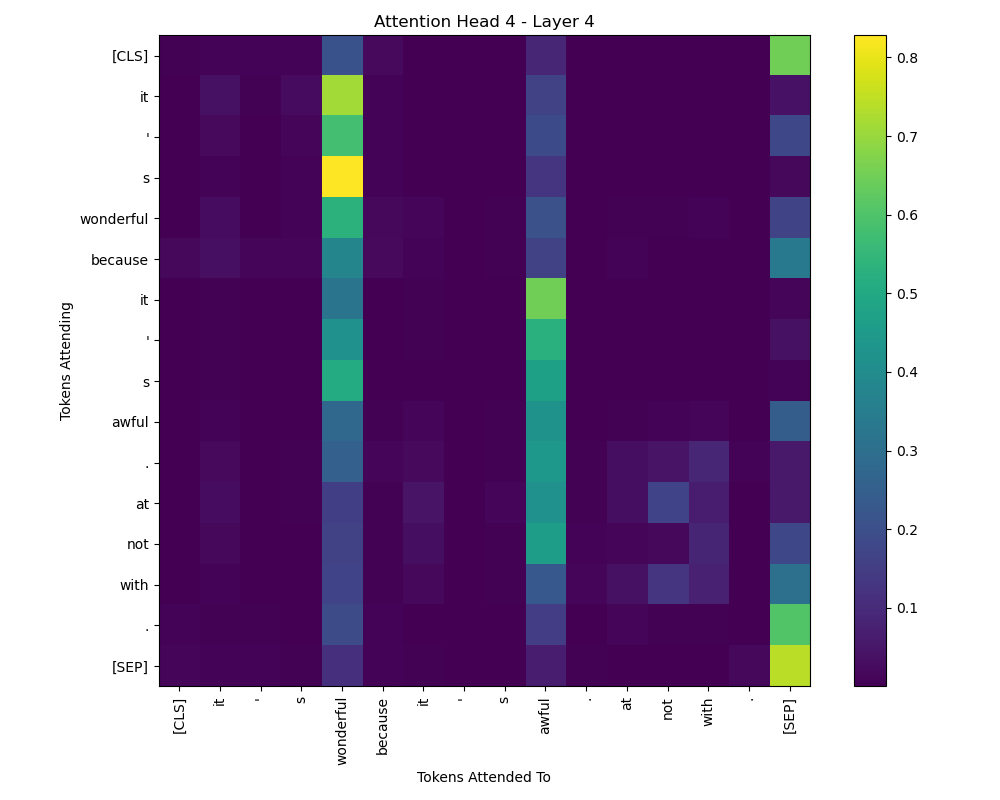 Attention Head 4 - Layer 4
Tokens Attending
[CLS]
it
'
s
wonderful
because
it
'
s
awful
.
at
not
with
.
[SEP]
[CLS]
it
'
s
wonderful
because
it
'
s
awful
.
at
not
with
.
[SEP]
Tokens Attended To
0.8
0.7
0.6
0.5
0.4
0.3
0.2
0.1